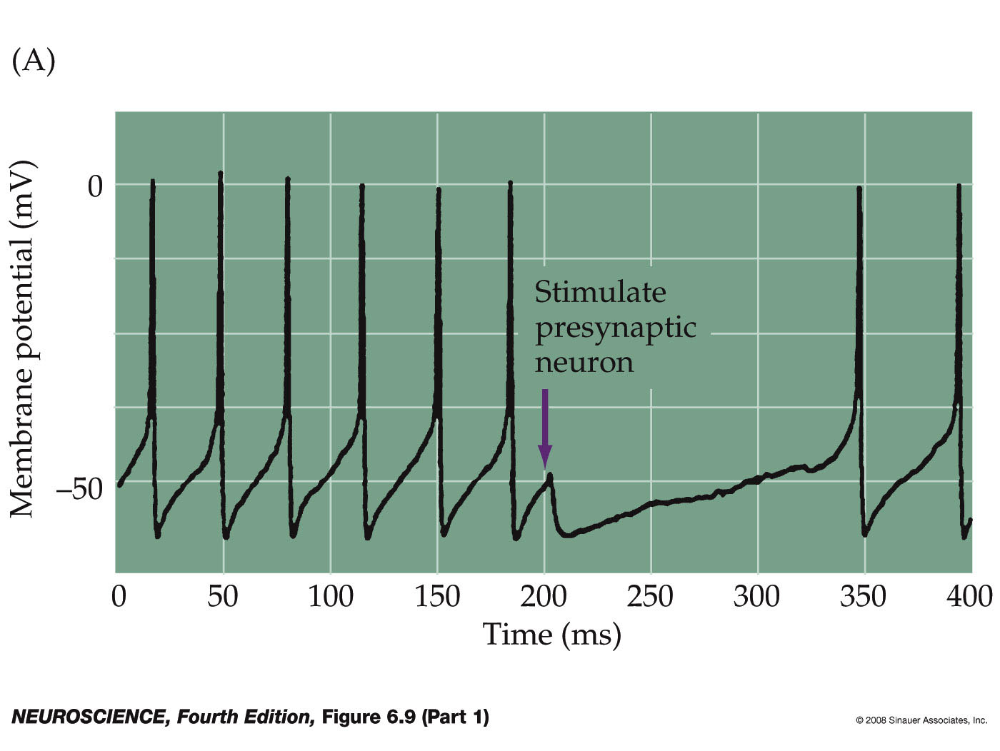 (A)
Membrane potential (mV)
0
–50
Stimulate
presynaptic
neuron
0 50 100 150 200 250 300 350 400
Time (ms)
NEUROSCIENCE, Fourth Edition, Figure 6.9 (Part 1)
© 2008 Sinauer Associates, Inc.